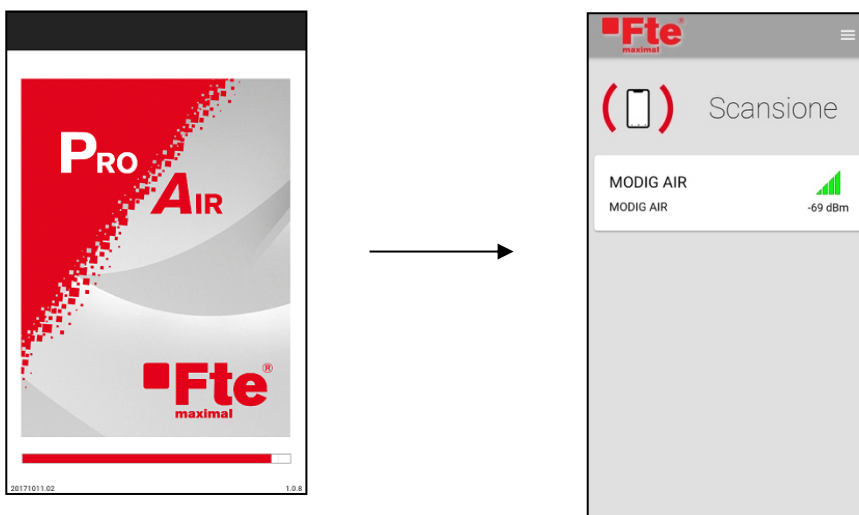 PRO
AIR
Fte®
maximal
20171011.02 1.0.8
Fte®
maximal
Scansione
MODIG AIR
MODIG AIR -69 dBm